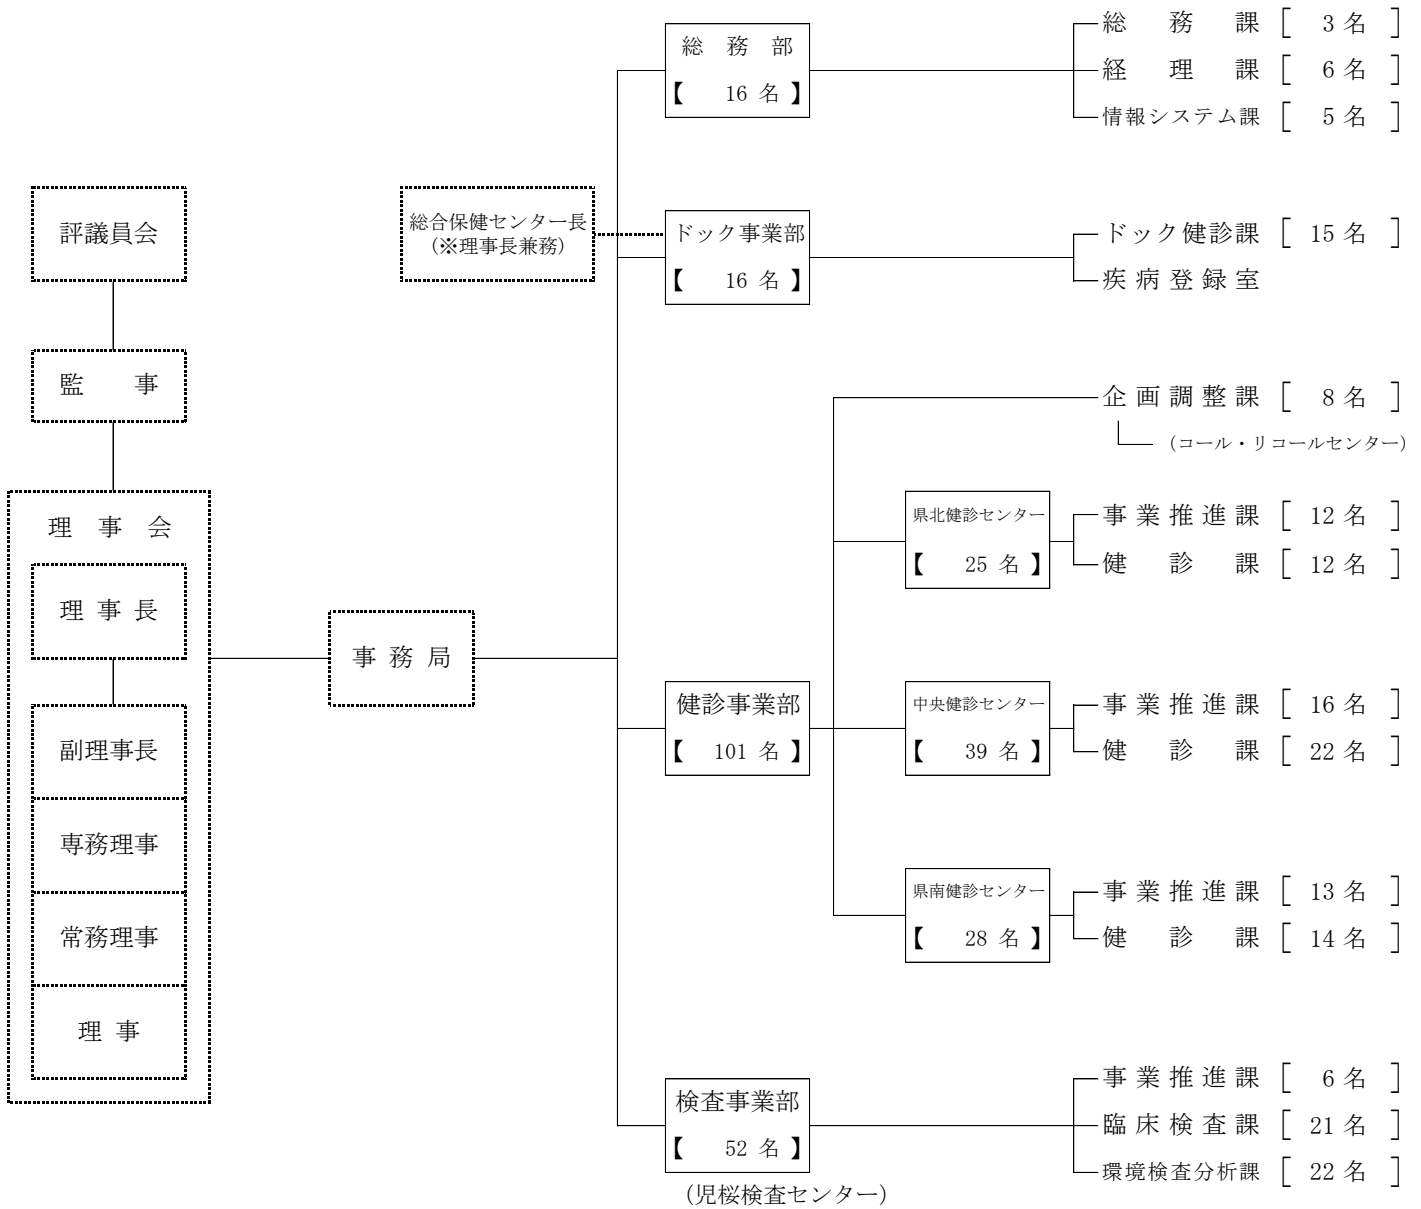 評議員会
監　事
理　事　会
理 事 長
副理事長
専務理事
常務理事
理 事
事 務 局
総合保健センター長
（※理事長兼務）
総　務　部
【　16 名 】
総　務　課 [　3 名　]
経　理　課 [　6 名　]
情報システム課 [　5 名　]
ドック事業部
【　16 名 】
ドック健診課 [　15 名　]
疾 病 登 録 室
健診事業部
【　101 名 】
企 画 調 整 課 [　8 名　]
（コール・リコールセンター）
県北健診センター
【　25 名 】
事 業 推 進 課 [　12 名　]
健　診　課 [　12 名　]
中央健診センター
【　39 名 】
事 業 推 進 課 [　16 名　]
健　診　課 [　22 名　]
県南健診センター
【　28 名 】
事 業 推 進 課 [　13 名　]
健　診　課 [　14 名　]
検査事業部
【　52 名 】
（児桜検査センター）
事 業 推 進 課 [　6 名　]
臨 床 検 査 課 [　21 名　]
環境検査分析課 [　22 名　]